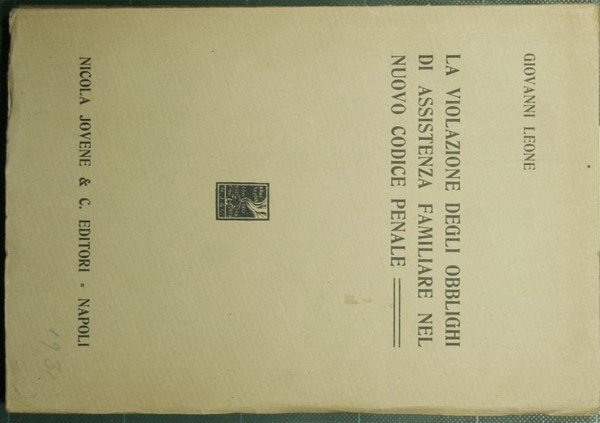 GIOVANNI LEONE
LA VIOLAZIONE DEGLI OBBLIGHI
DI ASSISTENZA FAMILIARE NEL
NUOVO CODICE PENALE
NICOLA JOVENE & C. EDITORI - NAPOLI